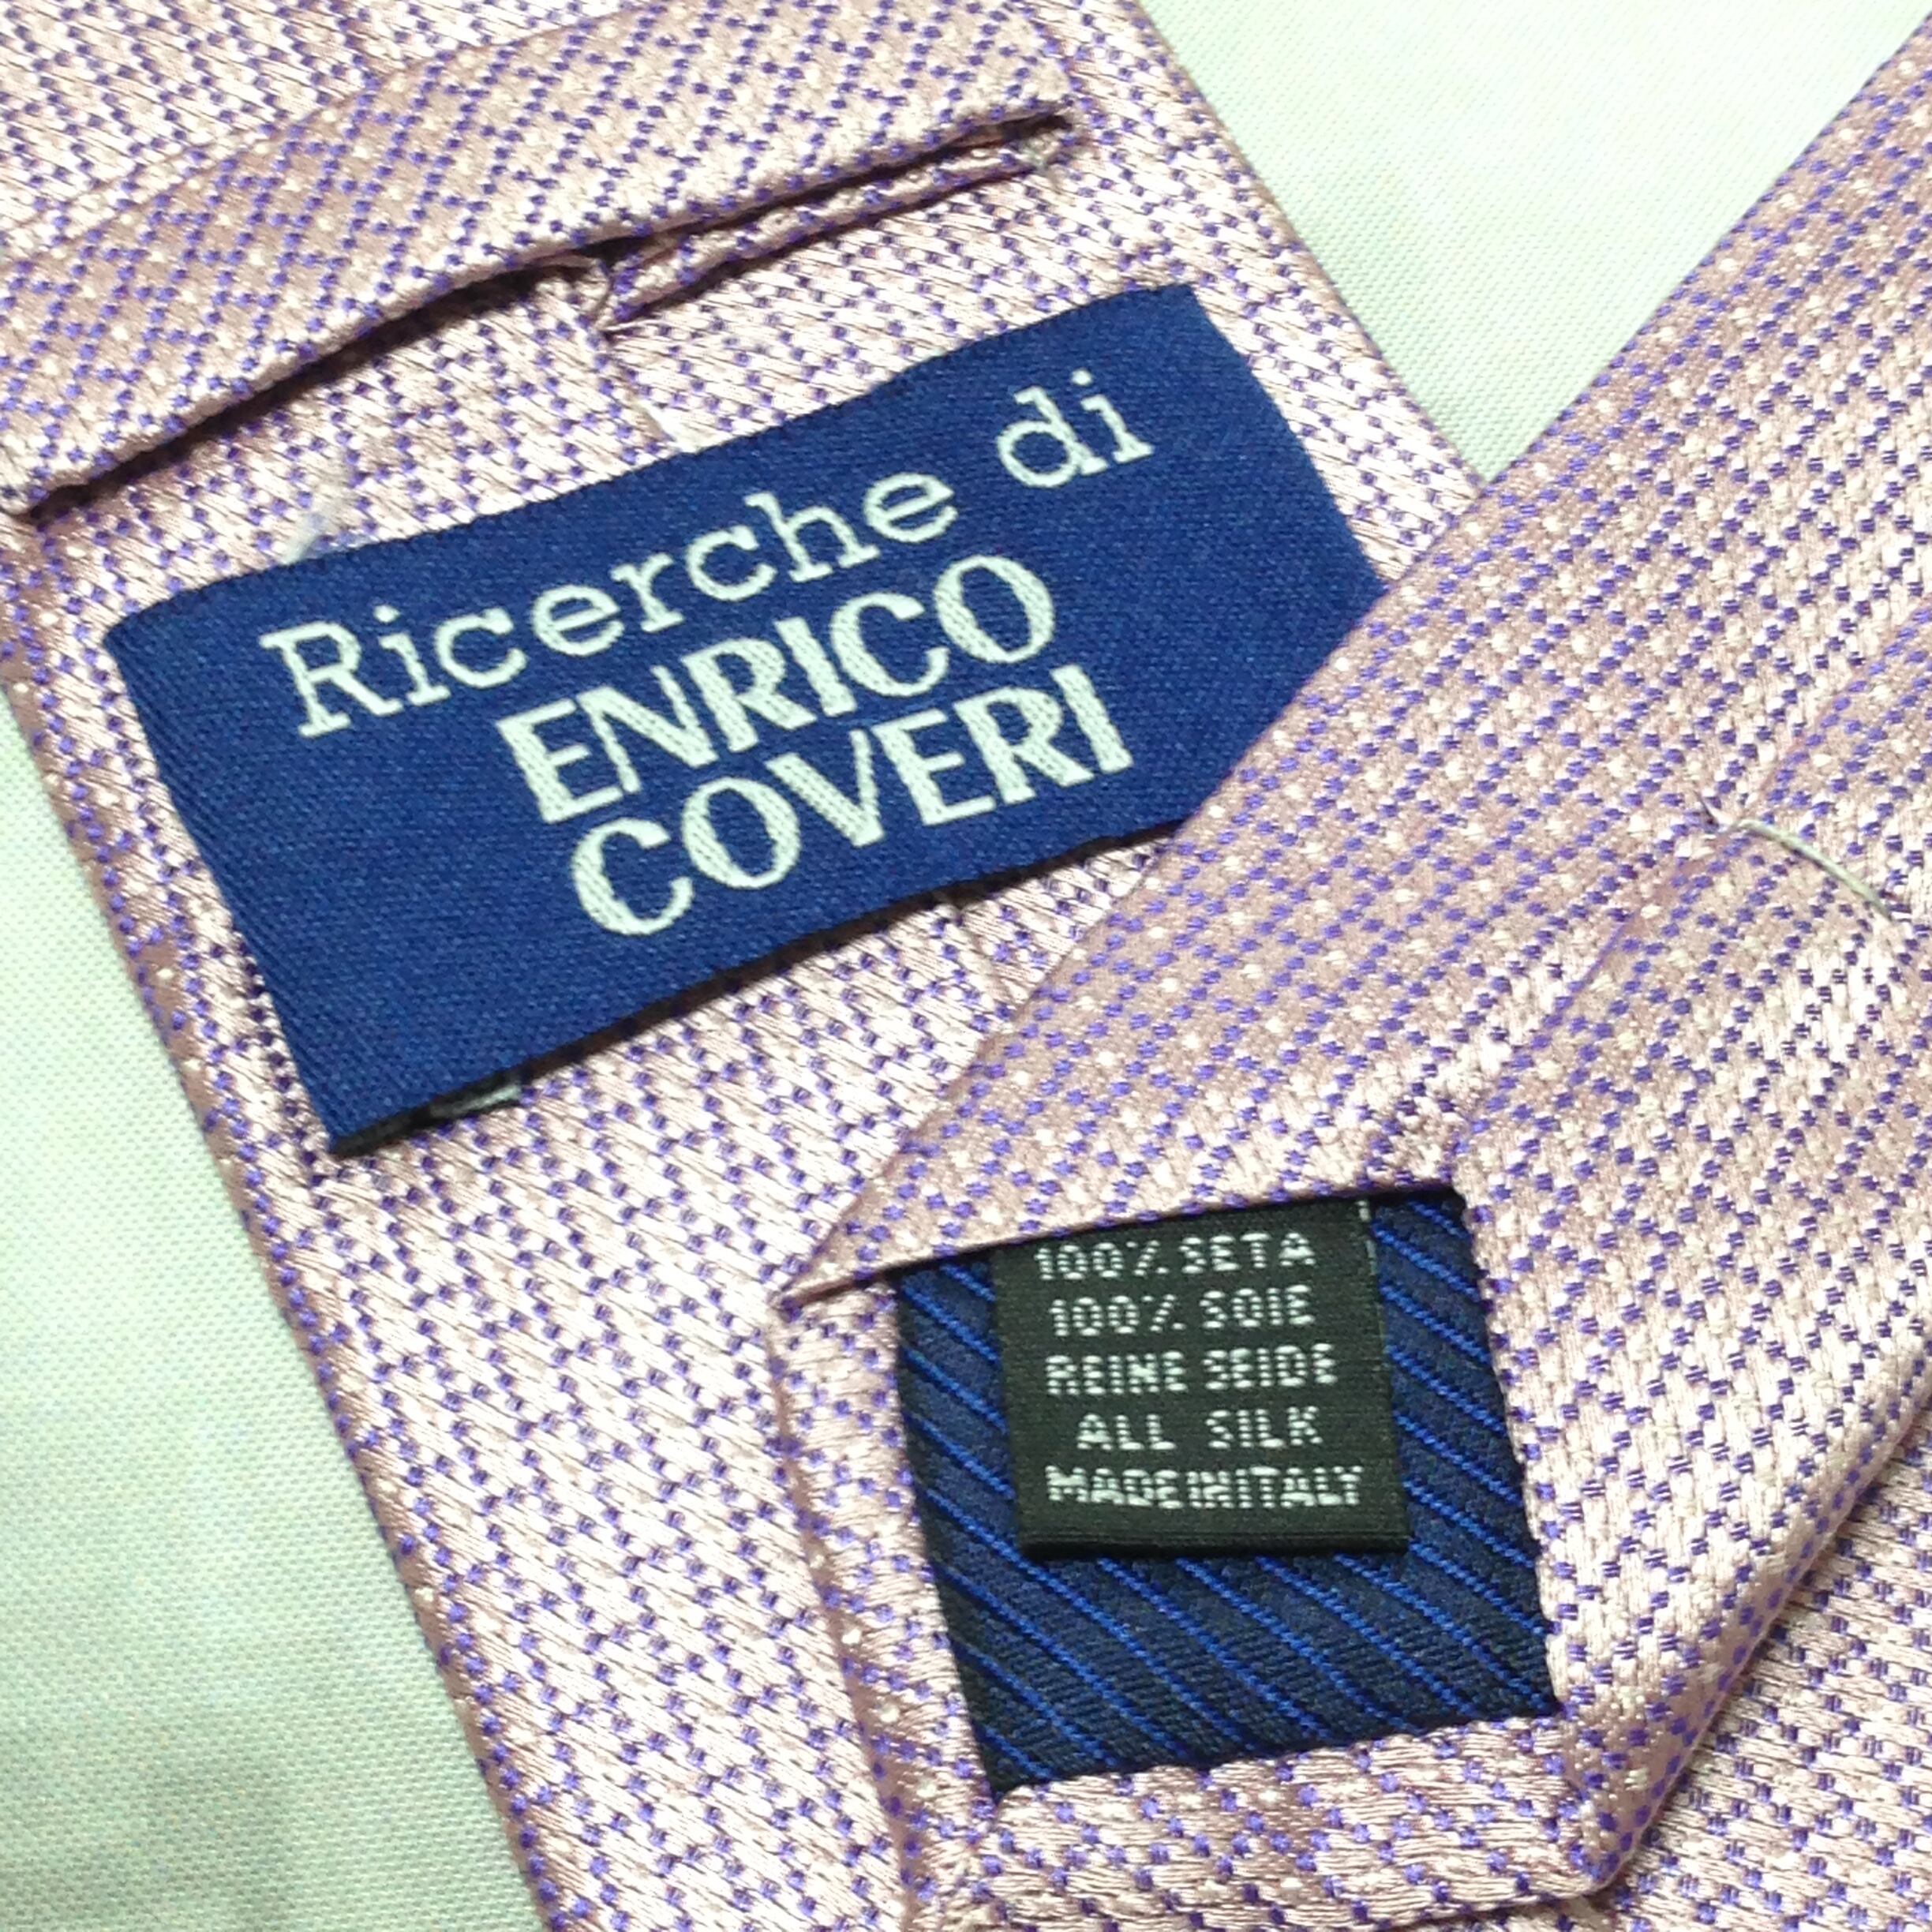 Ricerche di
ENRICO
COVERI
100% SETA
100% SOIE
REINE SEIDE
ALL SILK
MADE IN ITALY